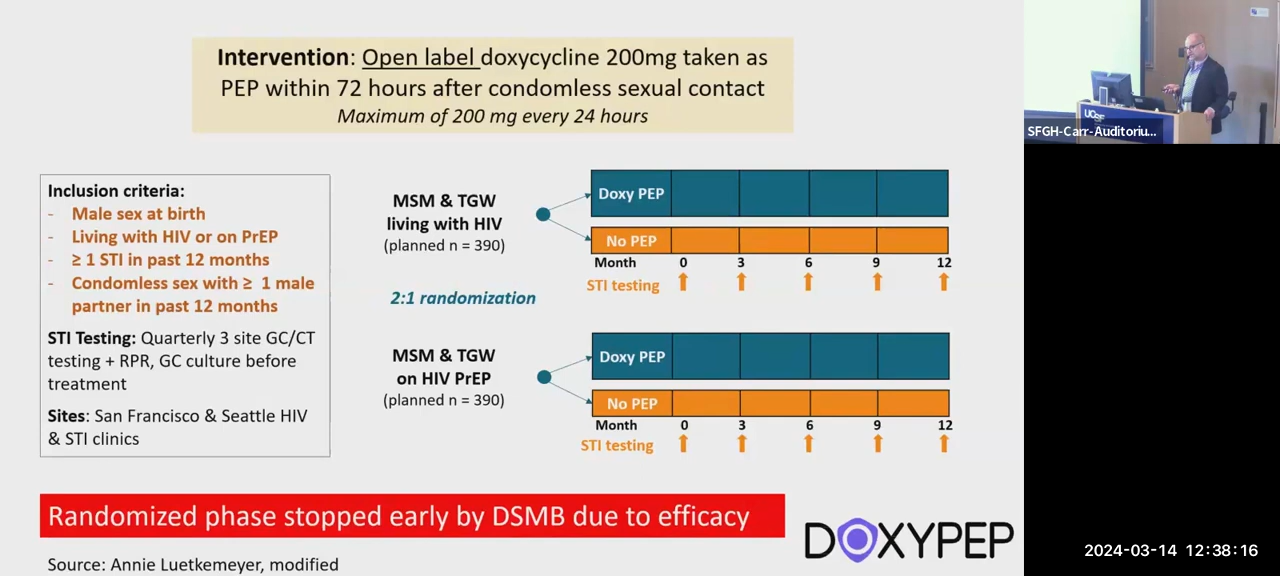 Intervention: Open label doxycycline 200mg taken as
PEP within 72 hours after condomless sexual contact
Maximum of 200 mg every 24 hours
Inclusion criteria:
- Male sex at birth
- Living with HIV or on PrEP
- ≥ 1 STI in past 12 months
- Condomless sex with ≥ 1 male
partner in past 12 months
STI Testing: Quarterly 3 site GC/CT
testing + RPR, GC culture before
treatment
Sites: San Francisco & Seattle HIV
& STI clinics
MSM & TGW
living with HIV
(planned n = 390)
Doxy PEP
No PEP
Month 0 3 6 9 12
STI testing
2:1 randomization
MSM & TGW
on HIV PrEP
(planned n = 390)
Doxy PEP
No PEP
Month 0 3 6 9 12
STI testing
Randomized phase stopped early by DSMB due to efficacy
DOXYPEP
Source: Annie Luetkemeyer, modified
UCSF
SFGH-Carr-Auditoriu...
2024-03-14 12:38:16